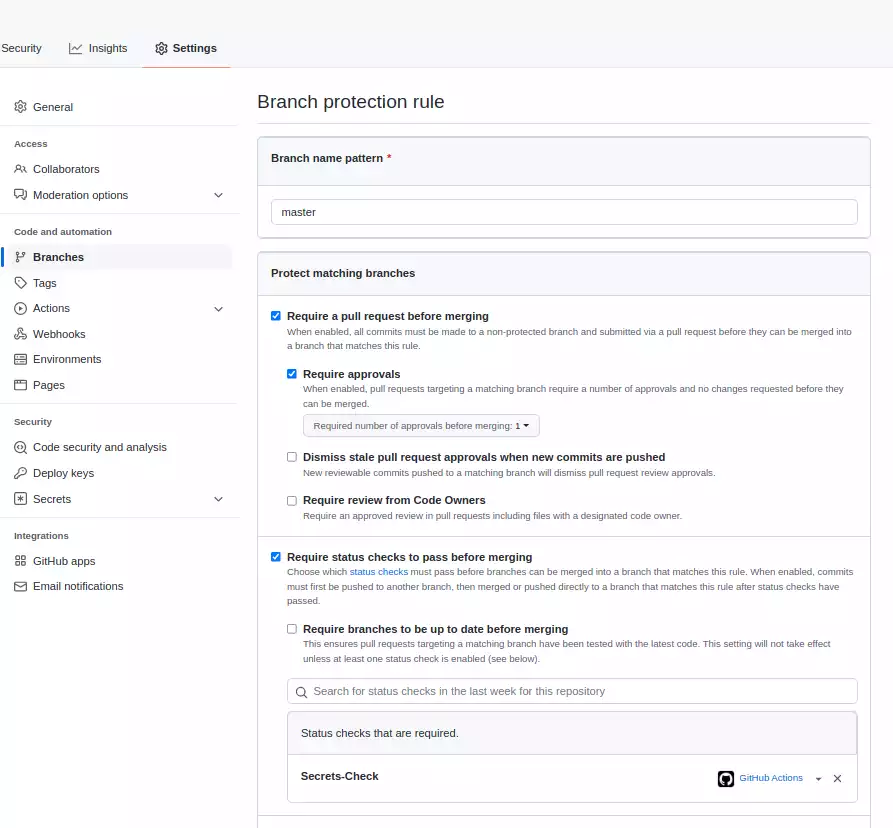 Security
Insights
Settings
General
Access
Collaborators
Moderation options
Code and automation
Branches
Tags
Actions
Webhooks
Environments
Pages
Security
Code security and analysis
Deploy keys
Secrets
Integrations
GitHub apps
Email notifications
Branch protection rule
Branch name pattern *
master
Protect matching branches
Require a pull request before merging
When enabled, all commits must be made to a non-protected branch and submitted via a pull request before they can be merged into
a branch that matches this rule.
Require approvals
When enabled, pull requests targeting a matching branch require a number of approvals and no changes requested before they
can be merged.
Required number of approvals before merging: 1
Dismiss stale pull request approvals when new commits are pushed
New reviewable commits pushed to a matching branch will dismiss pull request review approvals.
Require review from Code Owners
Require an approved review in pull requests including files with a designated code owner.
Require status checks to pass before merging
Choose which status checks must pass before branches can be merged into a branch that matches this rule. When enabled, commits
must first be pushed to another branch, then merged or pushed directly to a branch that matches this rule after status checks have
passed.
Require branches to be up to date before merging
This ensures pull requests targeting a matching branch have been tested with the latest code. This setting will not take effect
unless at least one status check is enabled (see below).
Search for status checks in the last week for this repository
Status checks that are required.
Secrets-Check
GitHub Actions